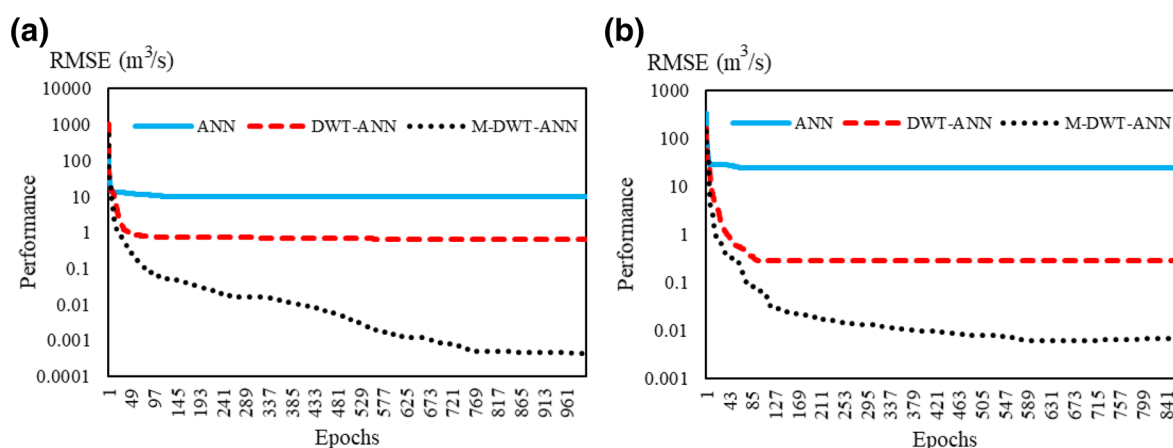 (a)
RMSE (m³/s)
10000
1000
100
10
1
0.1
0.01
0.001
0.0001
Performance
ANN DWT-ANN M-DWT-ANN
1 49 97 145 193 241 289 337 385 433 481 529 577 625 673 721 769 817 865 913 961
Epochs
(b)
RMSE (m³/s)
1000
100
10
1
0.1
0.01
0.001
Performance
ANN DWT-ANN M-DWT-ANN
1 43 85 127 169 211 253 295 337 379 421 463 505 547 589 631 673 715 757 799 841
Epochs